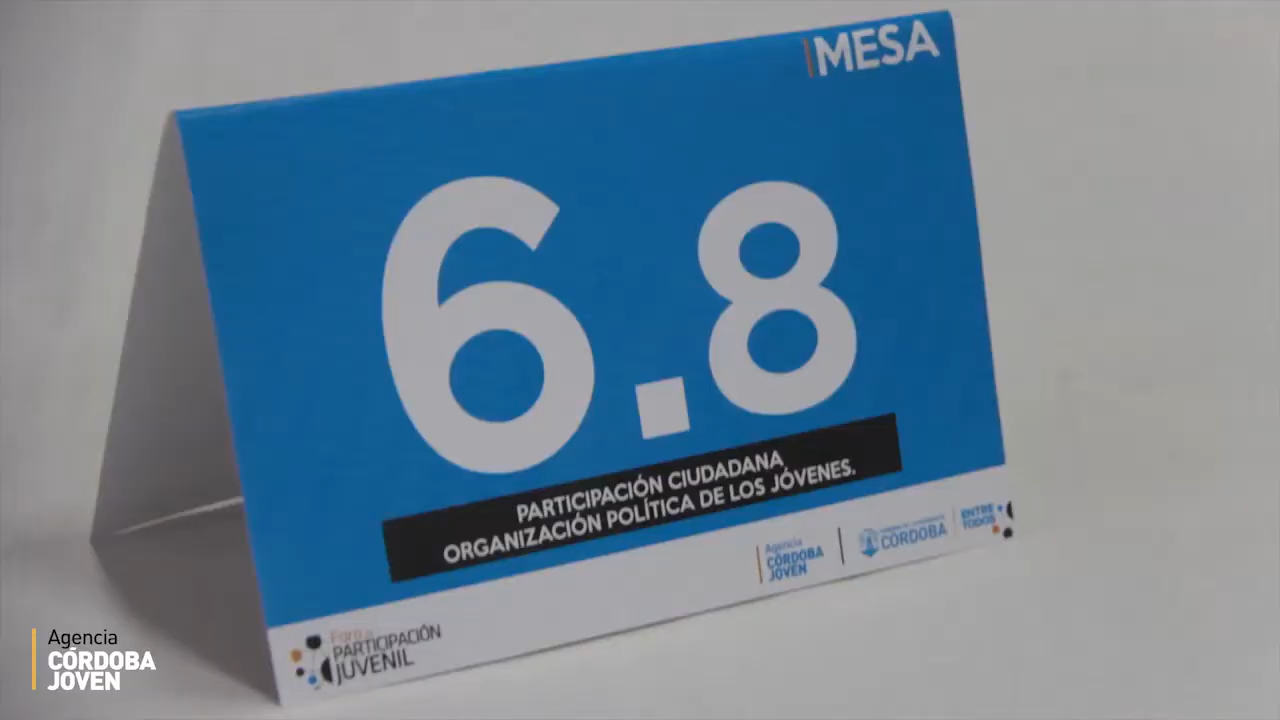 MESA
6.8
PARTICIPACIÓN CIUDADANA
ORGANIZACIÓN POLÍTICA DE LOS JÓVENES.
Agencia
CÓRDOBA
JOVEN
CÓRDOBA
ENTRE
TODOS
Foro de
PARTICIPACIÓN
JUVENIL
Agencia
CÓRDOBA
JOVEN